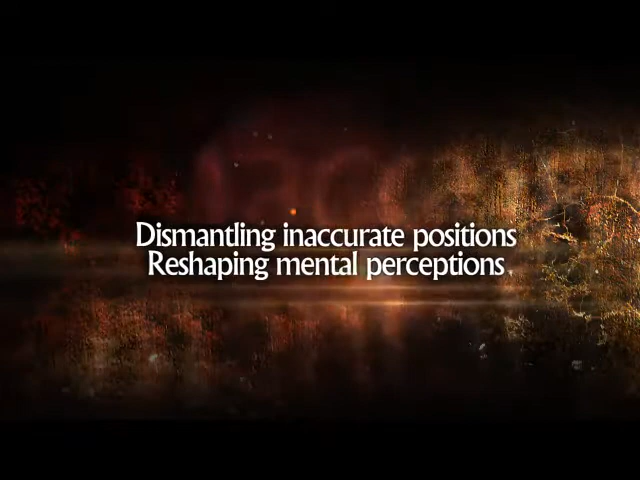 Dismantling inaccurate positions
Reshaping mental perceptions